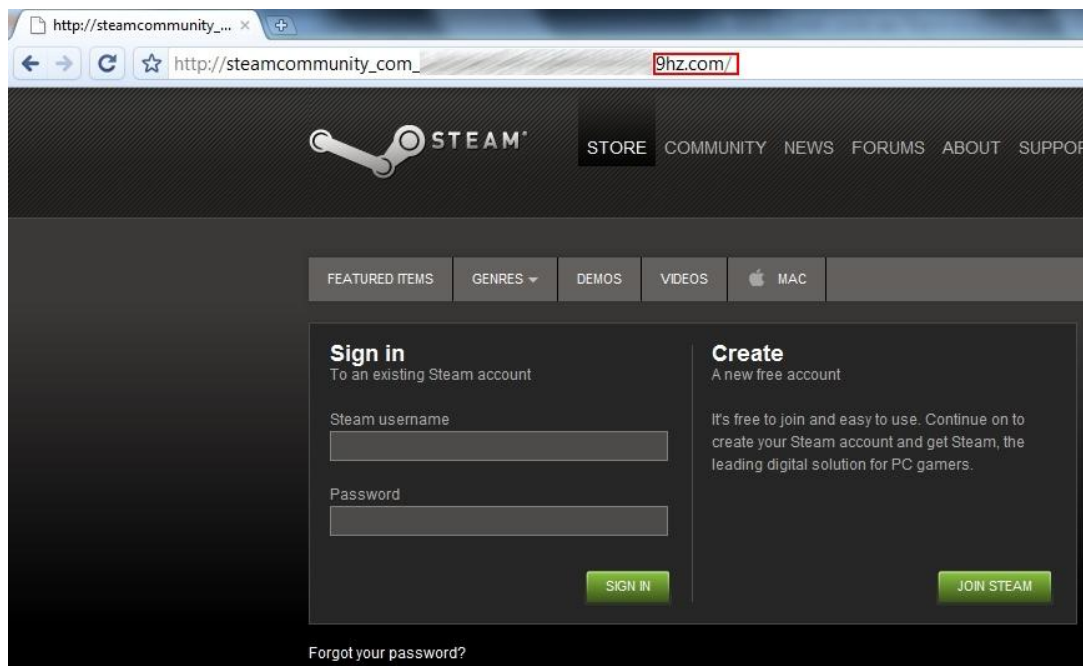 http://steamcommunity_...
http://steamcommunity_com_ 9hz.com/
STEAM
STORE COMMUNITY NEWS FORUMS ABOUT SUPPOR
FEATURED ITEMS GENRES DEMOS VIDEOS MAC
Sign in
To an existing Steam account
Steam username
Password
SIGN IN
Create
A new free account
It's free to join and easy to use. Continue on to
create your Steam account and get Steam, the
leading digital solution for PC gamers.
JOIN STEAM
Forgot your password?